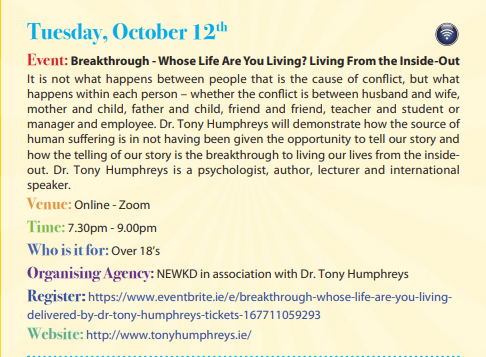 Tuesday, October 12th
Event: Breakthrough - Whose Life Are You Living? Living From the Inside-Out
It is not what happens between people that is the cause of conflict, but what
happens within each person – whether the conflict is between husband and wife,
mother and child, father and child, friend and friend, teacher and student or
manager and employee. Dr. Tony Humphreys will demonstrate how the source of
human suffering is in not having been given the opportunity to tell our story and
how the telling of our story is the breakthrough to living our lives from the inside-
out. Dr. Tony Humphreys is a psychologist, author, lecturer and international
speaker.
Venue: Online - Zoom
Time: 7.30pm - 9.00pm
Who is it for: Over 18's
Organising Agency: NEWKD in association with Dr. Tony Humphreys
Register: https://www.eventbrite.ie/e/breakthrough-whose-life-are-you-living-
delivered-by-dr-tony-humphreys-tickets-167711059293
Website: http://www.tonyhumphreys.ie/